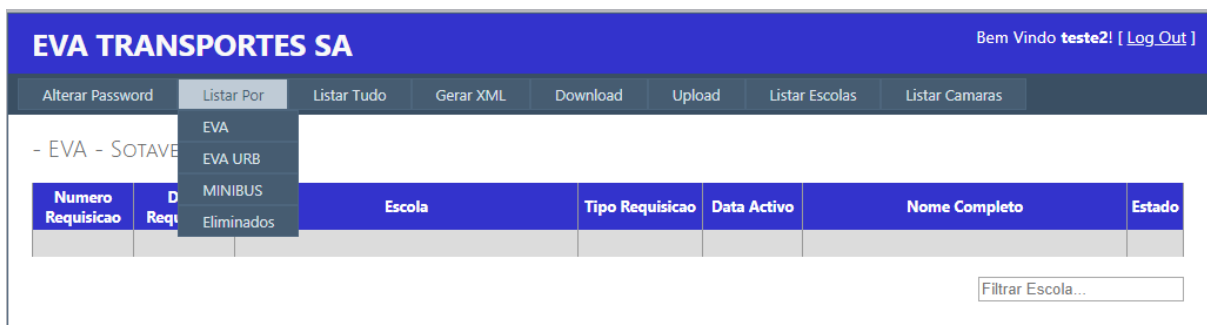 EVA TRANSPORTES SA
Bem Vindo teste2! [ Log Out ]
Alterar Password Listar Por Listar Tudo Gerar XML Download Upload Listar Escolas Listar Camaras
EVA
EVA URB
MINIBUS
Eliminados
- EVA - SOTAVE
Numero Requisicao
D
Requ
Escola
Tipo Requisicao
Data Activo
Nome Completo
Estado
Filtrar Escola...